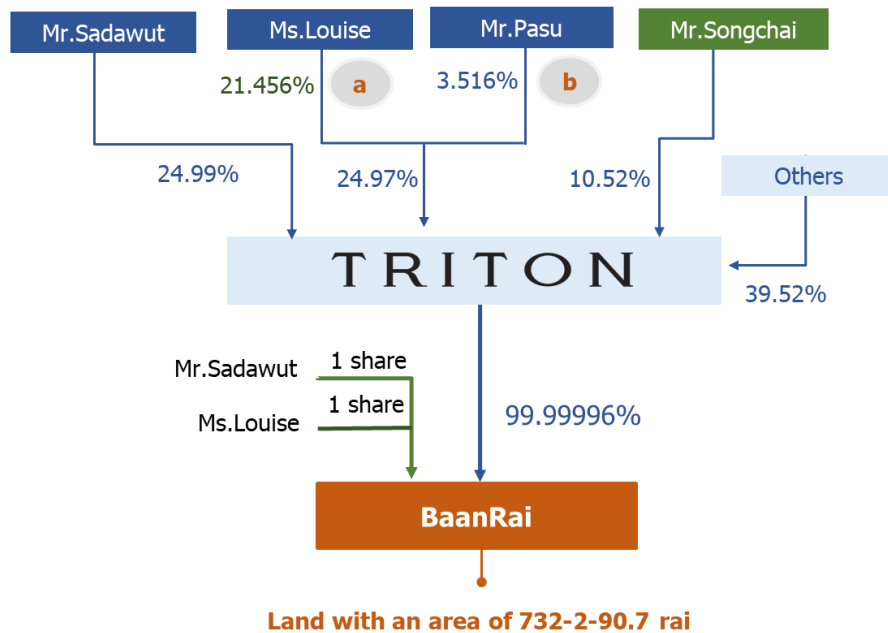 Mr.Sadawut
Ms.Louise
Mr.Pasu
Mr.Songchai
21.456%
a
3.516%
b
24.99%
24.97%
10.52%
Others
TRITON
39.52%
Mr.Sadawut
1 share
Ms.Louise
1 share
99.99996%
BaanRai
Land with an area of 732-2-90.7 rai